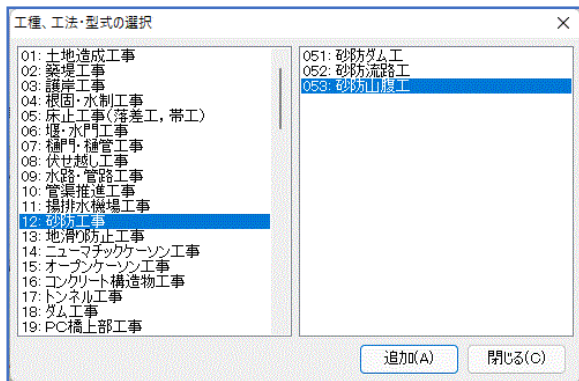 工種、工法・型式の選択
01: 土地造成工事
02: 築堤工事
03: 護岸工事
04: 根固・水制工事
05: 床止工事(落差工, 帯工)
06: 堰・水門工事
07: 樋門・樋管工事
08: 伏せ越し工事
09: 水路・管路工事
10: 管渠推進工事
11: 揚排水機場工事
12: 砂防工事
13: 地滑り防止工事
14: ニューマチックケーソン工事
15: オープンケーソン工事
16: コンクリート構造物工事
17: トンネル工事
18: ダム工事
19: PC橋上部工事
051: 砂防ダム工
052: 砂防流路工
053: 砂防山腹工
追加(A)
閉じる(C)